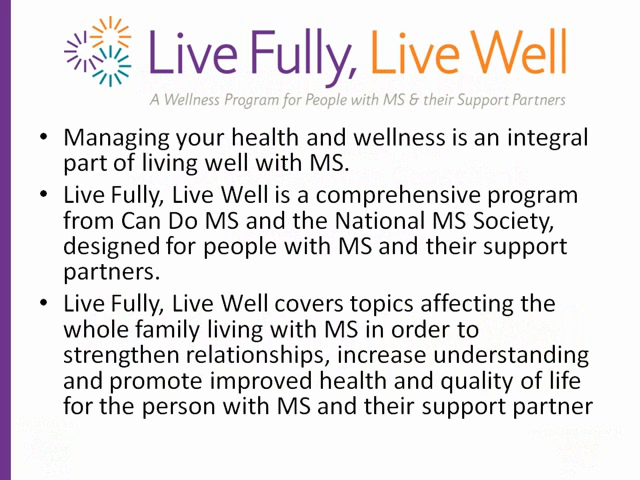 Live Fully, Live Well
A Wellness Program for People with MS & their Support Partners
• Managing your health and wellness is an integral
part of living well with MS.
• Live Fully, Live Well is a comprehensive program
from Can Do MS and the National MS Society,
designed for people with MS and their support
partners.
• Live Fully, Live Well covers topics affecting the
whole family living with MS in order to
strengthen relationships, increase understanding
and promote improved health and quality of life
for the person with MS and their support partner